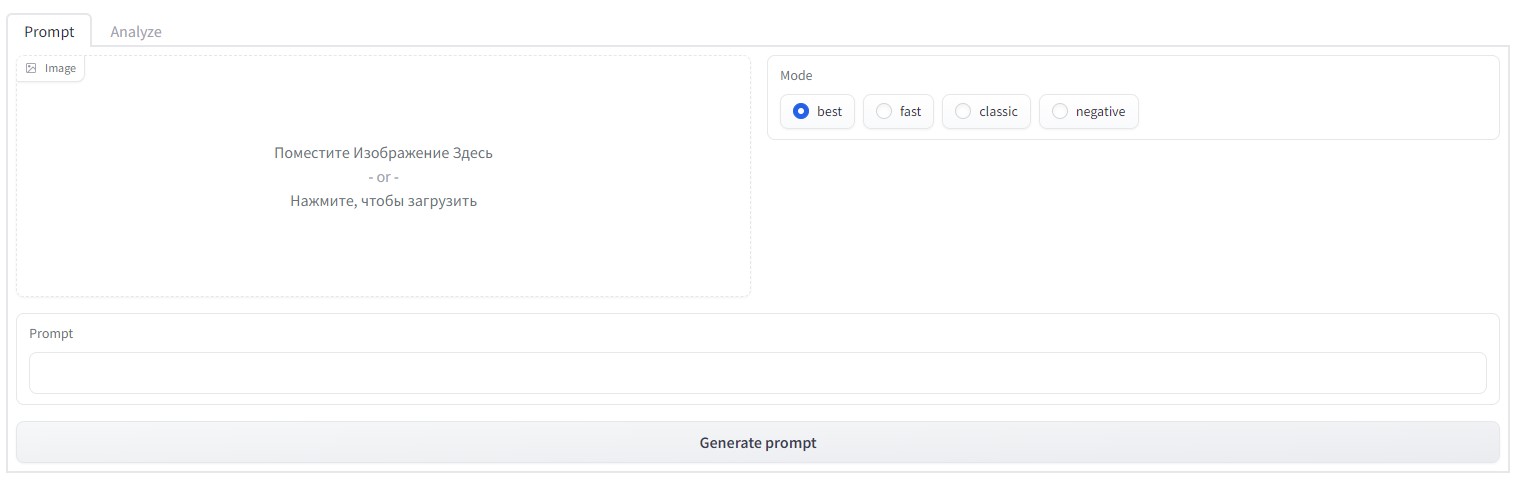 Prompt Analyze
Image
Поместите Изображение Здесь
- or -
Нажмите, чтобы загрузить
Mode
best fast classic negative
Prompt
Generate prompt